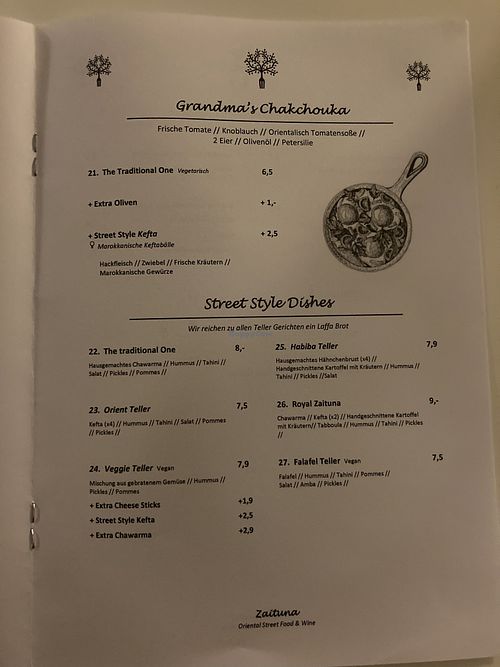 Grandma's Chakchouka
Frische Tomate // Knoblauch // Orientalisch Tomatensoße //
2 Eier // Olivenöl // Petersilie
21. The Traditional One Vegetarisch 6,5
+ Extra Oliven + 1,-
+ Street Style Kefta + 2,5
Marokkanische Keftabälle
Hackfleisch // Zwiebel // Frische Kräutern //
Marokkanische Gewürze
Street Style Dishes
Wir reichen zu allen Teller Gerichten ein Laffa Brot
22. The traditional One 8,-
Hausgemachtes Chawarma // Hummus // Tahini //
Salat // Pickles // Pommes //
23. Orient Teller 7,5
Kefta (x4) // Hummus // Tahini // Salat // Pommes
// Pickles //
24. Veggie Teller Vegan 7,9
Mischung aus gebratenem Gemüse // Hummus //
Pickles // Pommes
+ Extra Cheese Sticks +1,9
+ Street Style Kefta +2,5
+ Extra Chawarma +2,9
25. Habiba Teller 7,9
Hausgemachtes Hähnchenbrust (x4) //
Handgeschnittene Kartoffel mit Kräutern // Hummus //
Tahini // Pickles //Salat
26. Royal Zaituna 9,-
Chawarma // Kefta (x2) // Handgeschnittene Kartoffel
mit Kräutern// Tabboula // Hummus // Tahini // Pickles
//
27. Falafel Teller Vegan 7,5
Falafel // Hummus // Tahini // Pommes //
Salat // Amba // Pickles //
Zaituna
Oriental Street Food & Wine